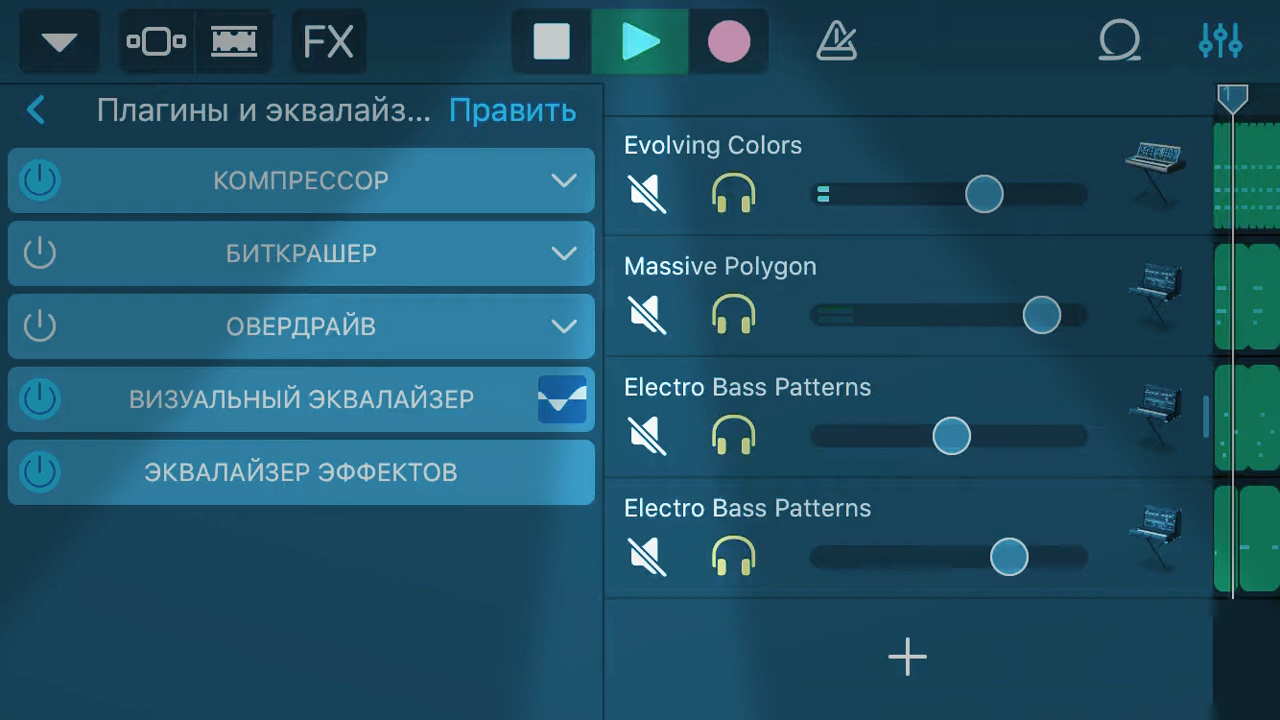 FX
Плагины и эквалайз... Править
КОМПРЕССОР
БИТКРАШЕР
ОВЕРДРАЙВ
ВИЗУАЛЬНЫЙ ЭКВАЛАЙЗЕР
ЭКВАЛАЙЗЕР ЭФФЕКТОВ
1
Evolving Colors
Massive Polygon
Electro Bass Patterns
Electro Bass Patterns